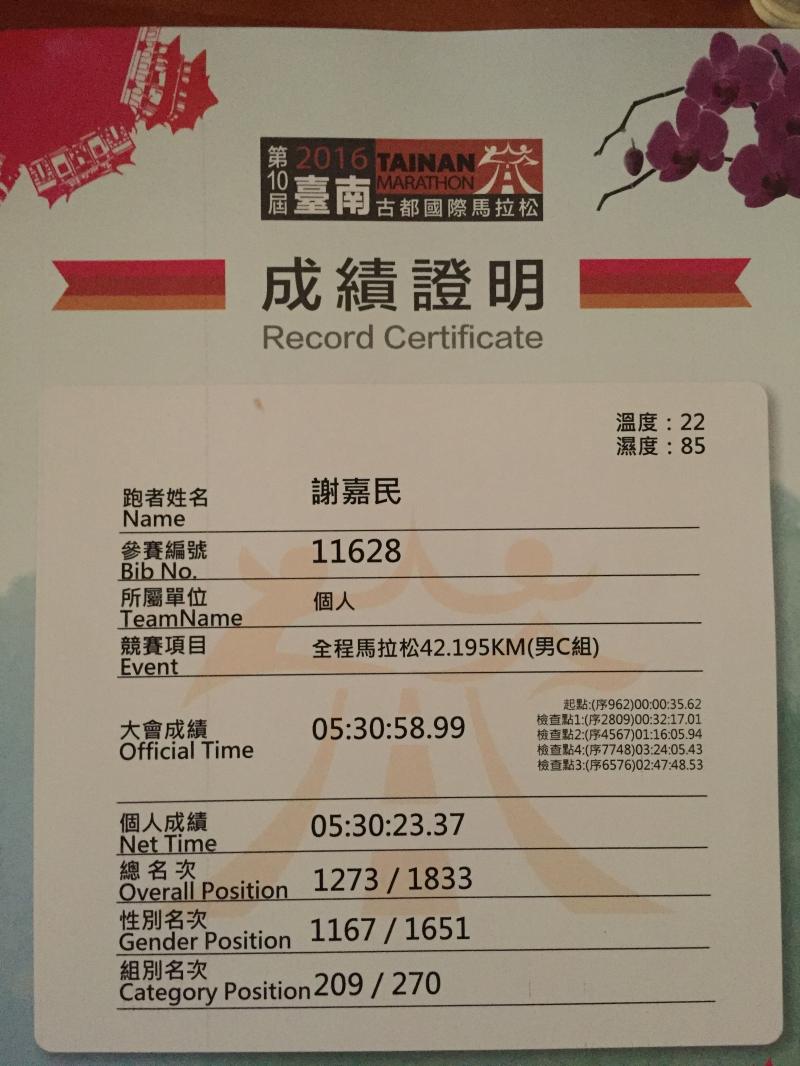 第10屆 2016 臺南 TAINAN MARATHON
古都國際馬拉松
成績證明
Record Certificate
溫度：22
濕度：85
跑者姓名 謝嘉民
Name
參賽編號 11628
Bib No.
所屬單位 個人
TeamName
競賽項目 全程馬拉松42.195KM(男C組)
Event
起點:(序962)00:00:35.62
檢查點1:(序2809)00:32:17.01
檢查點2:(序4567)01:16:05.94
檢查點4:(序7748)03:24:05.43
檢查點3:(序6576)02:47:48.53
大會成績 05:30:58.99
Official Time
個人成績 05:30:23.37
Net Time
總名次 1273 / 1833
Overall Position
性別名次 1167 / 1651
Gender Position
組別名次 209 / 270
Category Position